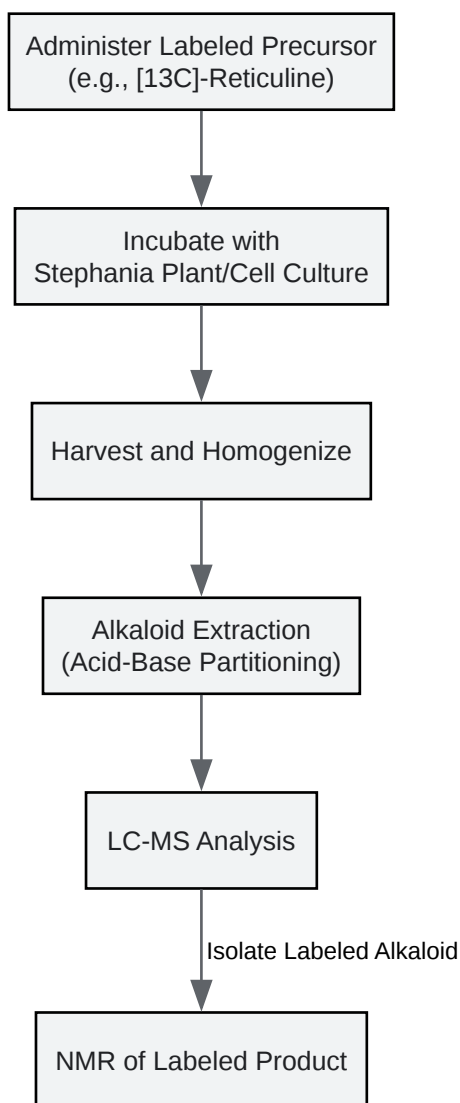 Administer Labeled Precursor
(e.g., [13C]-Reticuline)
Incubate with
Stephania Plant/Cell Culture
Harvest and Homogenize
Alkaloid Extraction
(Acid-Base Partitioning)
LC-MS Analysis
Isolate Labeled Alkaloid
NMR of Labeled Product